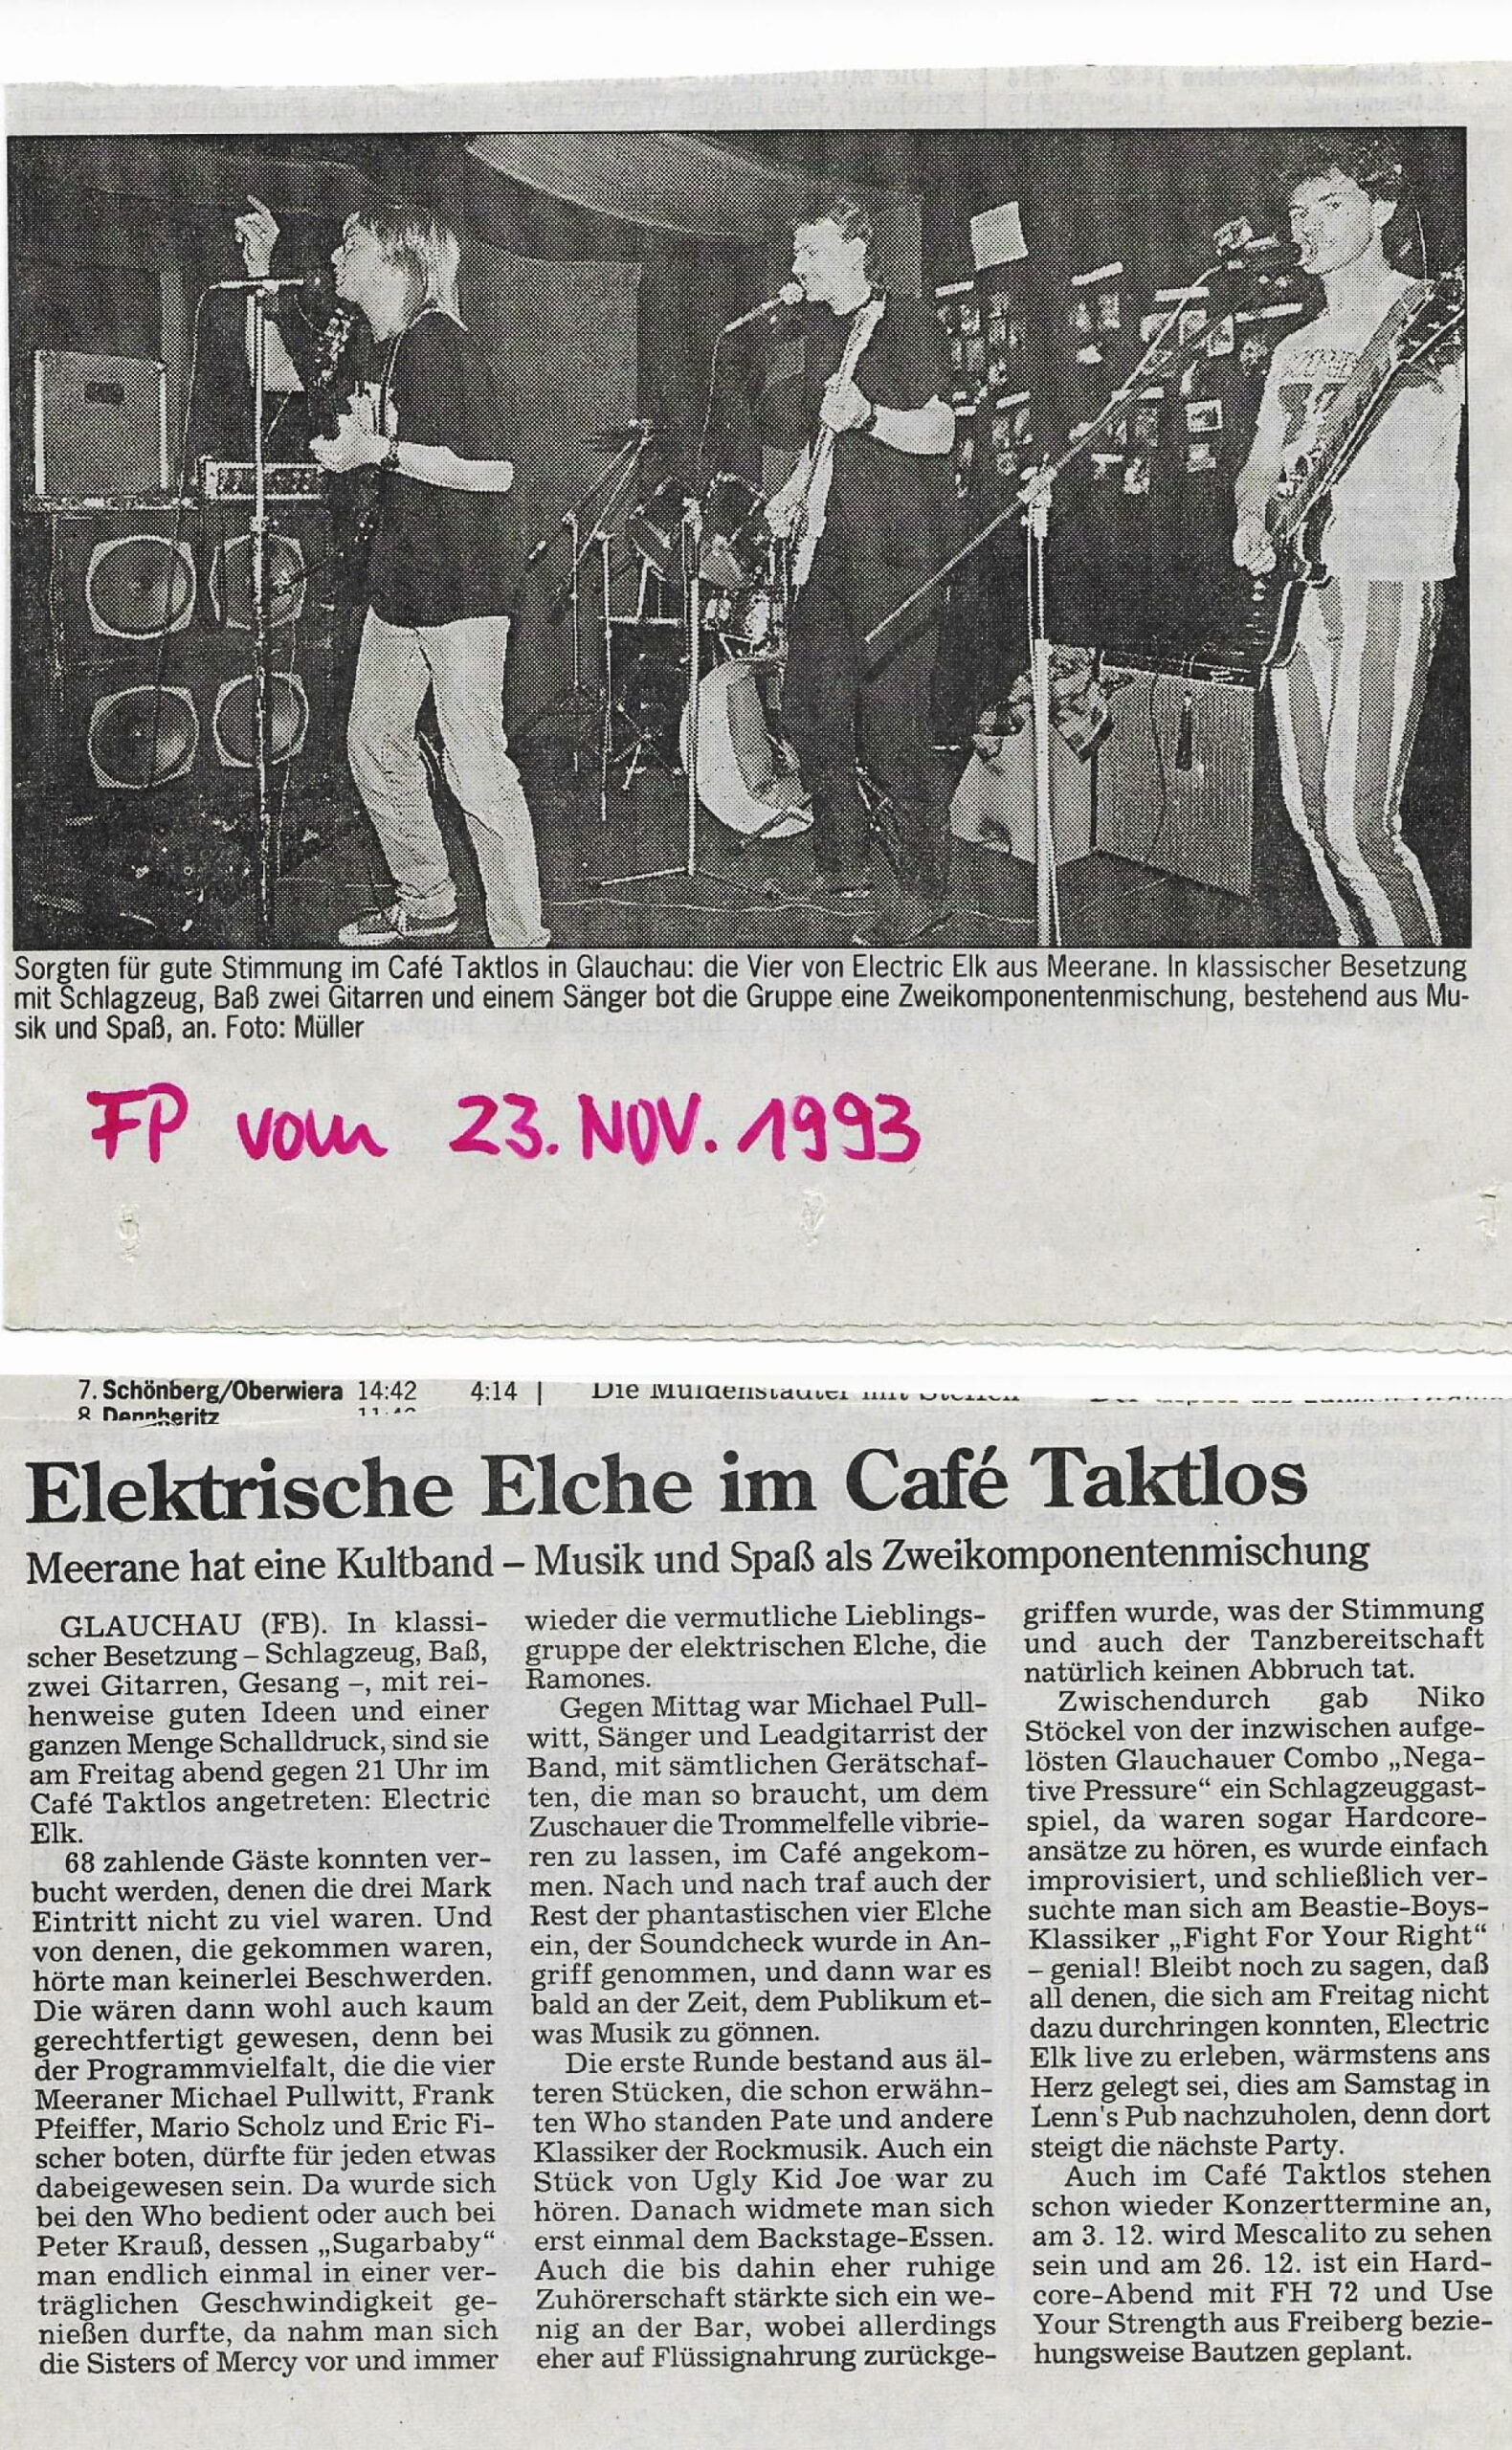 Sorgten für gute Stimmung im Café Taktlos in Glauchau: die Vier von Electric Elk aus Meerane. In klassischer Besetzung
mit Schlagzeug, Baß zwei Gitarren und einem Sänger bot die Gruppe eine Zweikomponentenmischung, bestehend aus Mu-
sik und Spaß, an. Foto: Müller
FP vom 23. NOV. 1993
7. Schönberg/Oberwiera 14:42 4:14 Die Muldenstädter mit
8 Dennheritz
Elektrische Elche im Café Taktlos
Meerane hat eine Kultband – Musik und Spaß als Zweikomponentenmischung
GLAUCHAU (FB). In klassi-
scher Besetzung – Schlagzeug, Baß,
zwei Gitarren, Gesang –, mit rei-
henweise guten Ideen und einer
ganzen Menge Schalldruck, sind sie
am Freitag abend gegen 21 Uhr im
Café Taktlos angetreten: Electric
Elk.
68 zahlende Gäste konnten ver-
bucht werden, denen die drei Mark
Eintritt nicht zu viel waren. Und
von denen, die gekommen waren,
hörte man keinerlei Beschwerden.
Die wären dann wohl auch kaum
gerechtfertigt gewesen, denn bei
der Programmvielfalt, die die vier
Meeraner Michael Pullwitt, Frank
Pfeiffer, Mario Scholz und Eric Fi-
scher boten, dürfte für jeden etwas
dabeigewesen sein. Da wurde sich
bei den Who bedient oder auch bei
Peter Krauß, dessen „Sugarbaby“
man endlich einmal in einer ver-
träglichen Geschwindigkeit ge-
nießen durfte, da nahm man sich
die Sisters of Mercy vor und immer
wieder die vermutliche Lieblings-
gruppe der elektrischen Elche, die
Ramones.
Gegen Mittag war Michael Pull-
witt, Sänger und Leadgitarrist der
Band, mit sämtlichen Gerätschaf-
ten, die man so braucht, um dem
Zuschauer die Trommelfelle vibrie-
ren zu lassen, im Café angekom-
men. Nach und nach traf auch der
Rest der phantastischen vier Elche
ein, der Soundcheck wurde in An-
griff genommen, und dann war es
bald an der Zeit, dem Publikum et-
was Musik zu gönnen.
Die erste Runde bestand aus äl-
teren Stücken, die schon erwähn-
ten Who standen Pate und andere
Klassiker der Rockmusik. Auch ein
Stück von Ugly Kid Joe war zu
hören. Danach widmete man sich
erst einmal dem Backstage-Essen.
Auch die bis dahin eher ruhige
Zuhörerschaft stärkte sich ein we-
nig an der Bar, wobei allerdings
eher auf Flüssignahrung zurückge-
griffen wurde, was der Stimmung
und auch der Tanzbereitschaft
natürlich keinen Abbruch tat.
Zwischendurch gab Niko
Stöckel von der inzwischen aufge-
lösten Glauchauer Combo „Nega-
tive Pressure“ ein Schlagzeuggast-
spiel, da waren sogar Hardcore-
ansätze zu hören, es wurde einfach
improvisiert, und schließlich ver-
suchte man sich am Beastie-Boys-
Klassiker „Fight For Your Right“
– genial! Bleibt noch zu sagen, daß
all denen, die sich am Freitag nicht
dazu durchringen konnten, Electric
Elk live zu erleben, wärmstens ans
Herz gelegt sei, dies am Samstag in
Lenn's Pub nachzuholen, denn dort
steigt die nächste Party.
Auch im Café Taktlos stehen
schon wieder Konzerttermine an,
am 3. 12. wird Mescalito zu sehen
sein und am 26. 12. ist ein Hard-
core-Abend mit FH 72 und Use
Your Strength aus Freiberg bezie-
hungsweise Bautzen geplant.